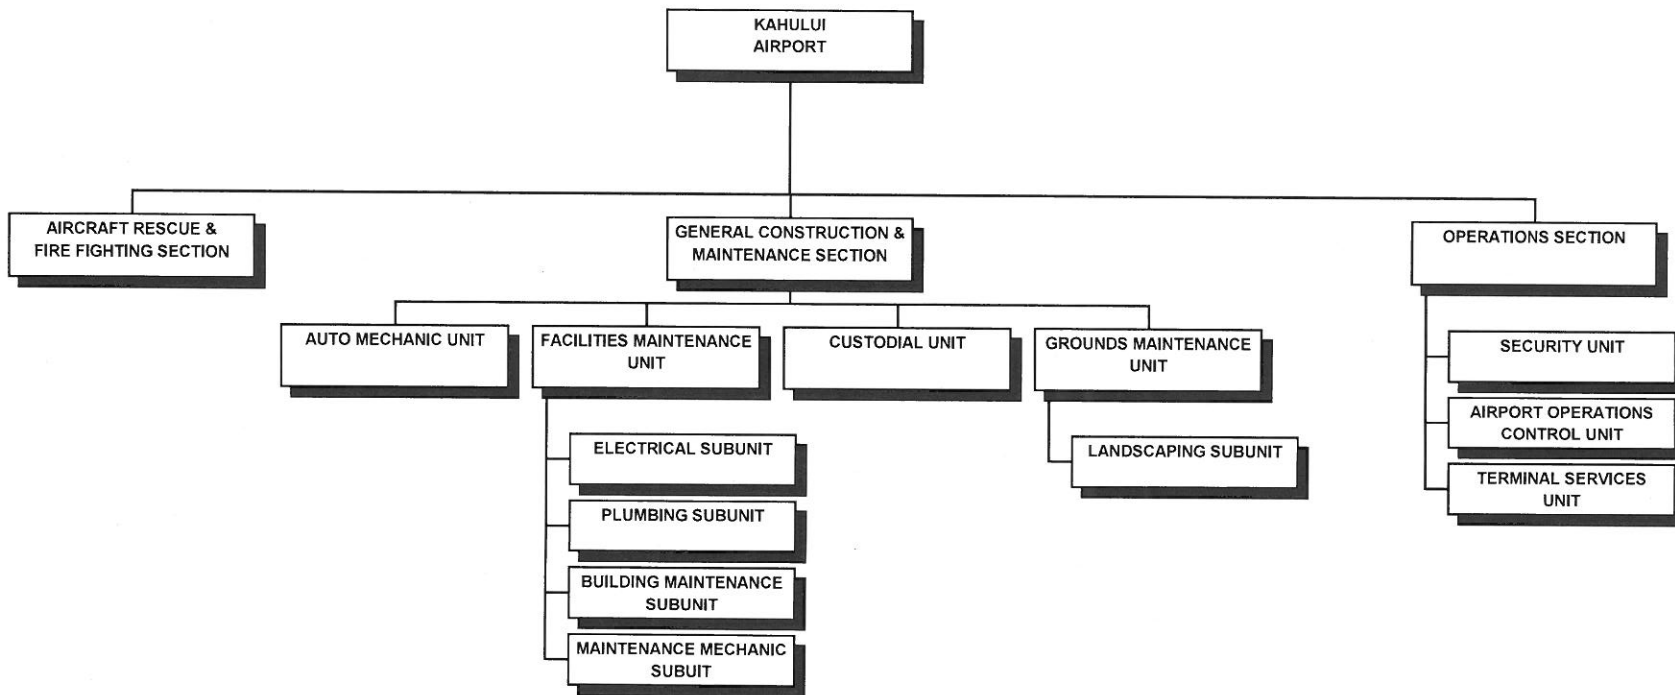 KAHULUI
AIRPORT
AIRCRAFT RESCUE &
FIRE FIGHTING SECTION
GENERAL CONSTRUCTION &
MAINTENANCE SECTION
OPERATIONS SECTION
AUTO MECHANIC UNIT
FACILITIES MAINTENANCE
UNIT
CUSTODIAL UNIT
GROUNDS MAINTENANCE
UNIT
ELECTRICAL SUBUNIT
PLUMBING SUBUNIT
BUILDING MAINTENANCE
SUBUNIT
MAINTENANCE MECHANIC
SUBUIT
LANDSCAPING SUBUNIT
SECURITY UNIT
AIRPORT OPERATIONS
CONTROL UNIT
TERMINAL SERVICES
UNIT